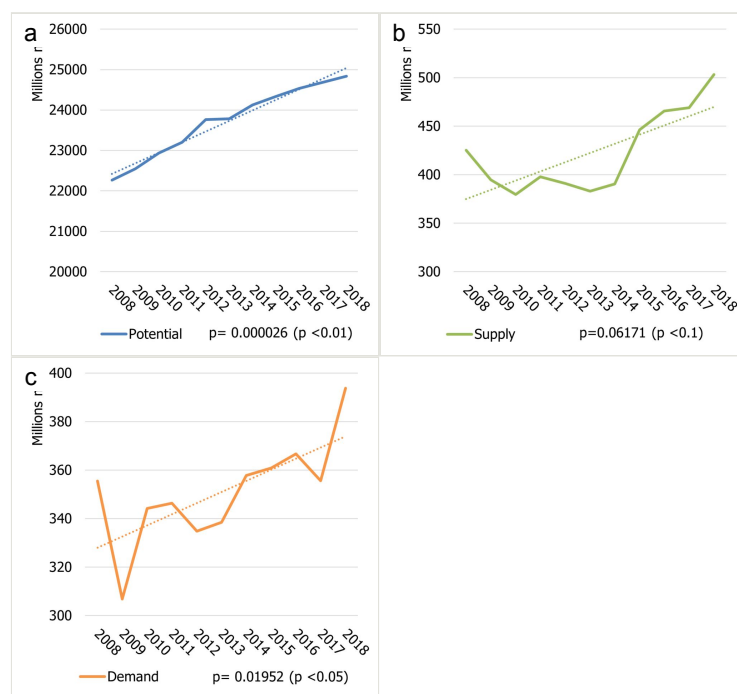 a
Millions r
26000
25000
24000
23000
22000
21000
20000
2008 2009 2010 2011 2012 2013 2014 2015 2016 2017 2018
Potential p= 0.000026 (p <0.01)
b
Millions r
550
500
450
400
350
300
2008 2009 2010 2011 2012 2013 2014 2015 2016 2017 2018
Supply p=0.06171 (p <0.1)
c
Millions r
400
380
360
340
320
300
2008 2009 2010 2011 2012 2013 2014 2015 2016 2017 2018
Demand p= 0.01952 (p <0.05)